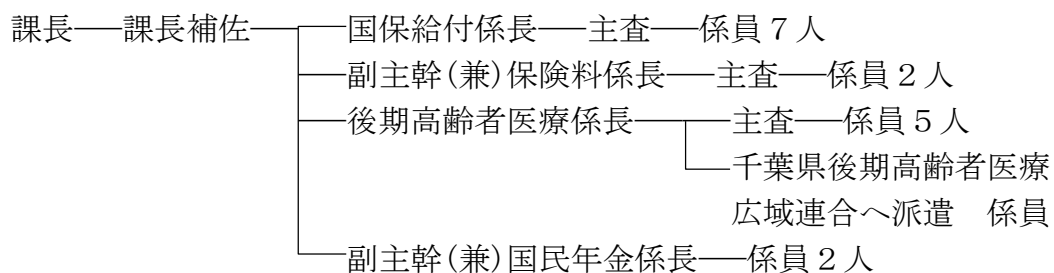 課長――課長補佐――国保給付係長――主査――係員７人
副主幹(兼)保険料係長――主査――係員２人
後期高齢者医療係長――主査――係員５人
千葉県後期高齢者医療
広域連合へ派遣　係員
副主幹(兼)国民年金係長――係員２人